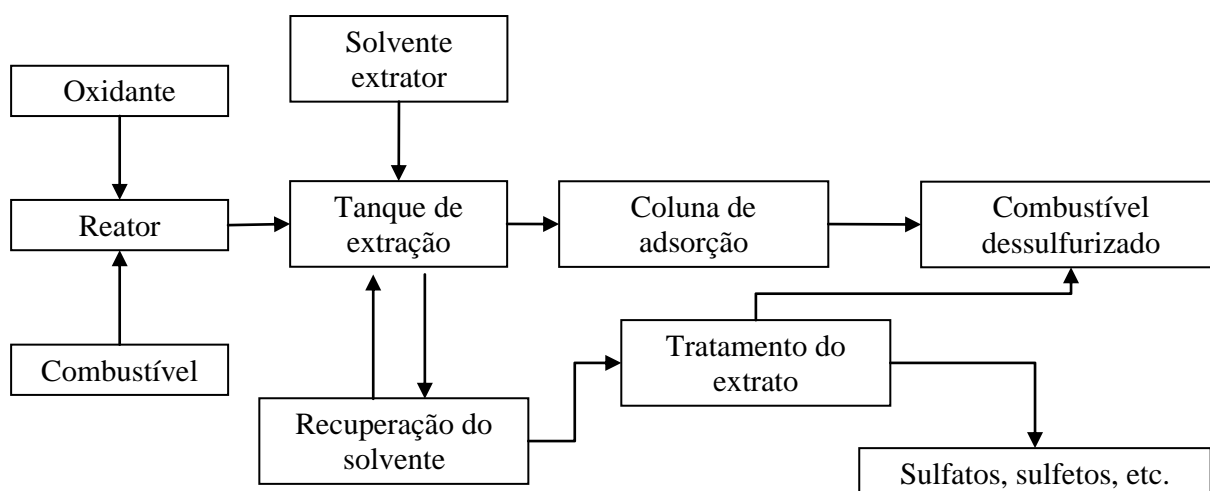 Solvente
extrator
Oxidante
Reator
Tanque de
extração
Coluna de
adsorção
Combustível
dessulfurizado
Combustível
Tratamento do
extrato
Recuperação do
solvente
Sulfatos, sulfetos, etc.